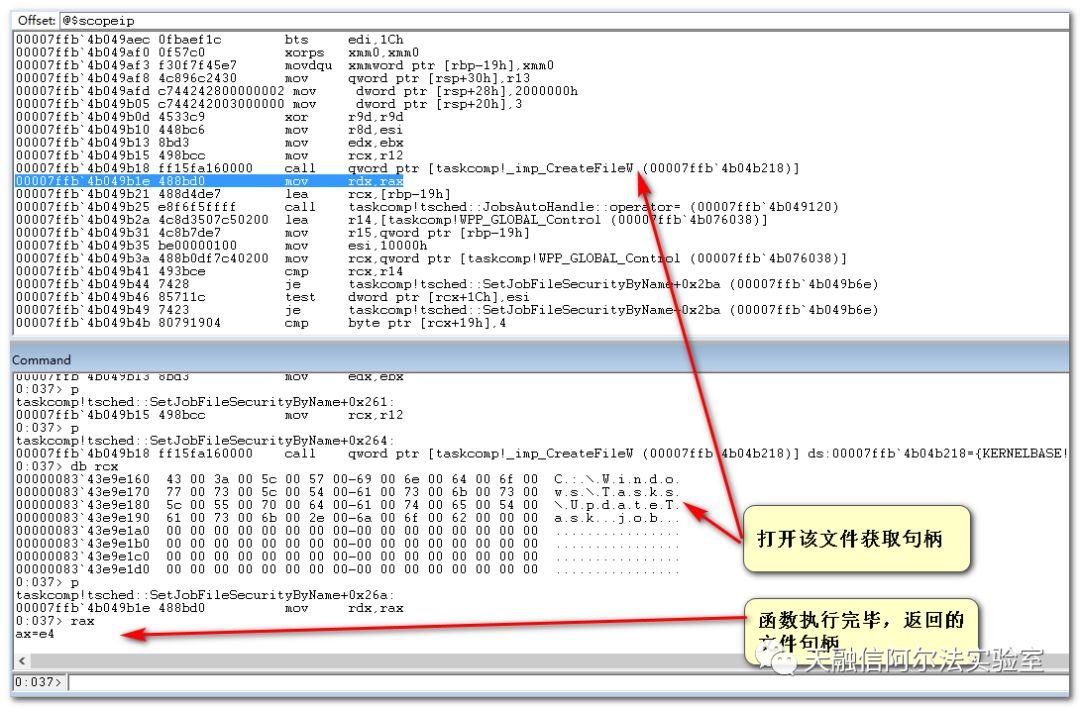 Offset: @$scopeip
00007ffb`4b049aec 0fbaef1c bts edi,1Ch
00007ffb`4b049af0 0f57c0 xorps xmm0,xmm0
00007ffb`4b049af3 f30f7f45e7 movdqu xmmword ptr [rbp-19h],xmm0
00007ffb`4b049af8 4c896c2430 mov qword ptr [rsp+30h],r13
00007ffb`4b049afd c744242800000002 mov dword ptr [rsp+28h],2000000h
00007ffb`4b049b05 c744242003000000 mov dword ptr [rsp+20h],3
00007ffb`4b049b0d 4533c9 xor r9d,r9d
00007ffb`4b049b10 448bc6 mov r8d,esi
00007ffb`4b049b13 8bd3 mov edx,ebx
00007ffb`4b049b15 498bcc mov rcx,r12
00007ffb`4b049b18 ff15fa160000 call qword ptr [taskcomp!_imp_CreateFileW (00007ffb`4b04b218)]
00007ffb`4b049b1e 488bd0 mov rdx,rax
00007ffb`4b049b21 488d4de7 lea rcx,[rbp-19h]
00007ffb`4b049b25 e8f6f5ffff call taskcomp!tsched::JobsAutoHandle::operator= (00007ffb`4b049120)
00007ffb`4b049b2a 4c8d3507c50200 lea r14,[taskcomp!WPP_GLOBAL_Control (00007ffb`4b076038)]
00007ffb`4b049b31 4c8b7de7 mov r15,qword ptr [rbp-19h]
00007ffb`4b049b35 be00000100 mov esi,10000h
00007ffb`4b049b3a 488b0df7c40200 mov rcx,qword ptr [taskcomp!WPP_GLOBAL_Control (00007ffb`4b076038)]
00007ffb`4b049b41 493bce cmp rcx,r14
00007ffb`4b049b44 7428 je taskcomp!tsched::SetJobFileSecurityByName+0x2ba (00007ffb`4b049b6e)
00007ffb`4b049b46 85711c test dword ptr [rcx+1Ch],esi
00007ffb`4b049b49 7423 je taskcomp!tsched::SetJobFileSecurityByName+0x2ba (00007ffb`4b049b6e)
00007ffb`4b049b4b 80791904 cmp byte ptr [rcx+19h],4
Command
00007ffb`4b049b13 8bd3 mov edx,ebx
0:037> p
taskcomp!tsched::SetJobFileSecurityByName+0x261:
00007ffb`4b049b15 498bcc mov rcx,r12
0:037> p
taskcomp!tsched::SetJobFileSecurityByName+0x264:
00007ffb`4b049b18 ff15fa160000 call qword ptr [taskcomp!_imp_CreateFileW (00007ffb`4b04b218)] ds:00007ffb`4b04b218={KERNELBASE!
0:037> db rcx
00000083`43e9e160 43 00 3a 00 5c 00 57 00-69 00 6e 00 64 00 6f 00 C.:.\.W.i.n.d.o.
00000083`43e9e170 77 00 73 00 5c 00 54 00-61 00 73 00 6b 00 73 00 w.s.\.T.a.s.k.s.
00000083`43e9e180 5c 00 55 00 70 00 64 00-61 00 74 00 65 00 54 00 \.U.p.d.a.t.e.T.
00000083`43e9e190 61 00 73 00 6b 00 2e 00-6a 00 6f 00 62 00 00 00 a.s.k...j.o.b...
00000083`43e9e1a0 00 00 00 00 00 00 00 00-00 00 00 00 00 00 00 00 ................
00000083`43e9e1b0 00 00 00 00 00 00 00 00-00 00 00 00 00 00 00 00 ................
00000083`43e9e1c0 00 00 00 00 00 00 00 00-00 00 00 00 00 00 00 00 ................
00000083`43e9e1d0 00 00 00 00 00 00 00 00-00 00 00 00 00 00 00 00 ................
0:037> p
taskcomp!tsched::SetJobFileSecurityByName+0x26a:
00007ffb`4b049b1e 488bd0 mov rdx,rax
0:037> rax
ax=e4
打开该文件获取句柄
函数执行完毕，返回的
文件句柄
天融信阿尔法实验室
0:037>